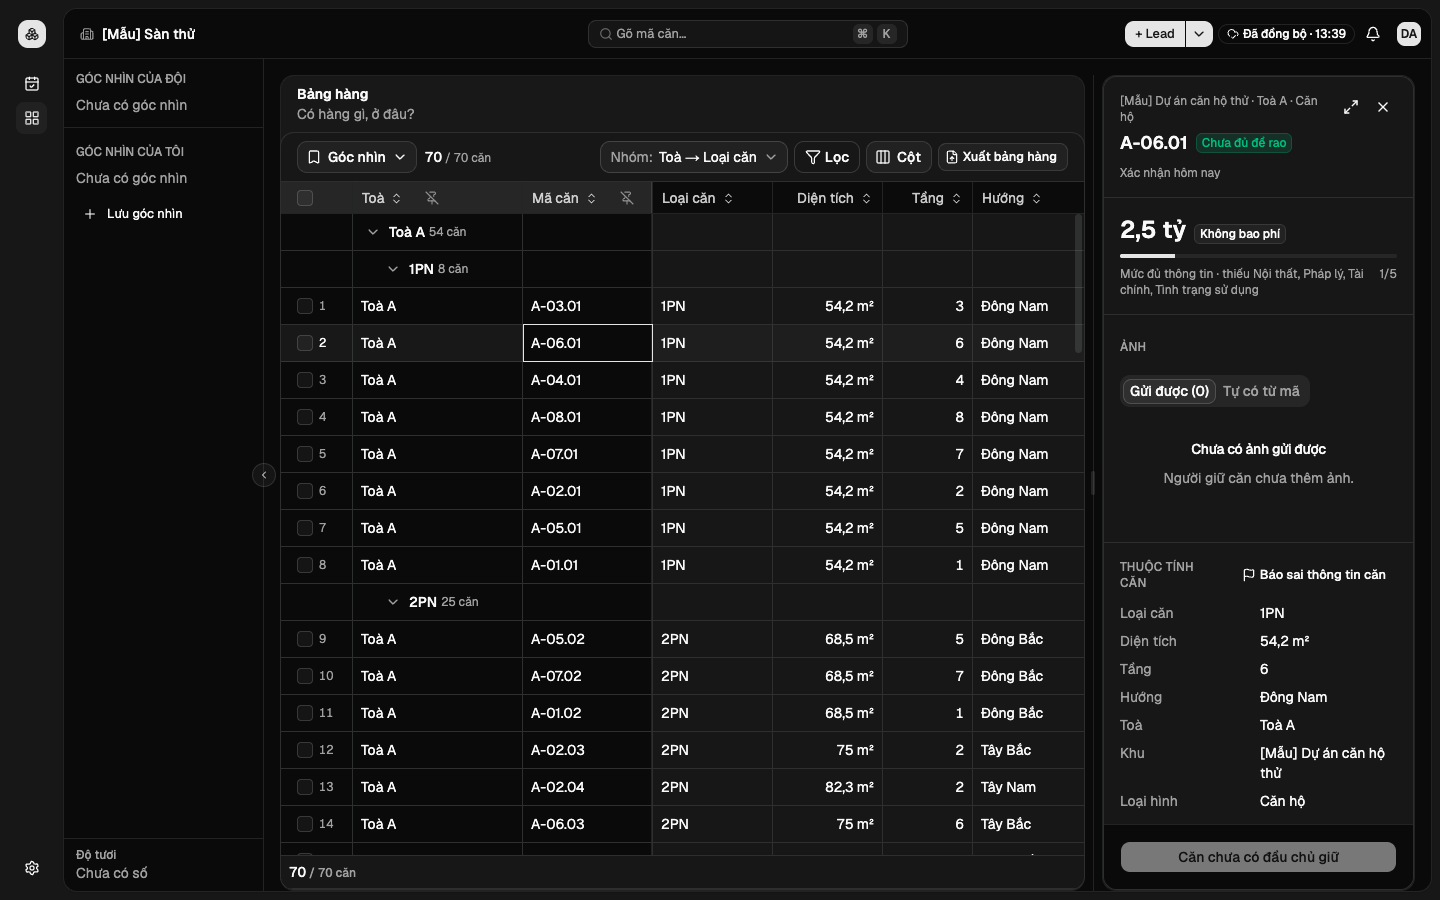 [Mẫu] Sàn thử
Gõ mã căn...
⌘ K
+ Lead
Đã đồng bộ · 13:39
DA
GÓC NHÌN CỦA ĐỘI
Chưa có góc nhìn
GÓC NHÌN CỦA TÔI
Chưa có góc nhìn
+ Lưu góc nhìn
Độ tươi
Chưa có số
Bảng hàng
Có hàng gì, ở đâu?
Góc nhìn
70 / 70 căn
Nhóm: Toà → Loại căn
Lọc
Cột
Xuất bảng hàng
Toà Mã căn Loại căn Diện tích Tầng Hướng
Toà A 54 căn
1PN 8 căn
1 Toà A A-03.01 1PN 54,2 m² 3 Đông Nam
2 Toà A A-06.01 1PN 54,2 m² 6 Đông Nam
3 Toà A A-04.01 1PN 54,2 m² 4 Đông Nam
4 Toà A A-08.01 1PN 54,2 m² 8 Đông Nam
5 Toà A A-07.01 1PN 54,2 m² 7 Đông Nam
6 Toà A A-02.01 1PN 54,2 m² 2 Đông Nam
7 Toà A A-05.01 1PN 54,2 m² 5 Đông Nam
8 Toà A A-01.01 1PN 54,2 m² 1 Đông Nam
2PN 25 căn
9 Toà A A-05.02 2PN 68,5 m² 5 Đông Bắc
10 Toà A A-07.02 2PN 68,5 m² 7 Đông Bắc
11 Toà A A-01.02 2PN 68,5 m² 1 Đông Bắc
12 Toà A A-02.03 2PN 75 m² 2 Tây Bắc
13 Toà A A-02.04 2PN 82,3 m² 2 Tây Nam
14 Toà A A-06.03 2PN 75 m² 6 Tây Bắc
70 / 70 căn
[Mẫu] Dự án căn hộ thử · Toà A · Căn
hộ
A-06.01 Chưa đủ để rao
Xác nhận hôm nay
2,5 tỷ Không bao phí
Mức đủ thông tin · thiếu Nội thất, Pháp lý, Tài 1/5
chính, Tình trạng sử dụng
ẢNH
Gửi được (0) Tự có từ mã
Chưa có ảnh gửi được
Người giữ căn chưa thêm ảnh.
THUỘC TÍNH
CĂN
Báo sai thông tin căn
Loại căn 1PN
Diện tích 54,2 m²
Tầng 6
Hướng Đông Nam
Toà Toà A
Khu [Mẫu] Dự án căn hộ
thử
Loại hình Căn hộ
Căn chưa có đầu chủ giữ